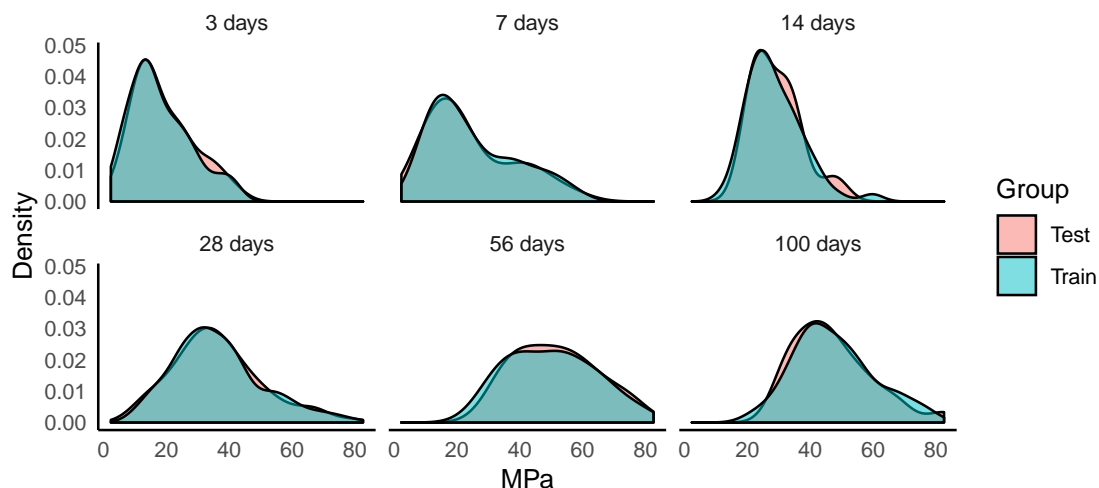 3 days
7 days
14 days
0.05
0.04
0.03
0.02
0.01
0.00
28 days
56 days
100 days
0.05
0.04
0.03
0.02
0.01
0.00
0 20 40 60 80
0 20 40 60 80
0 20 40 60 80
Density
MPa
Group
Test
Train